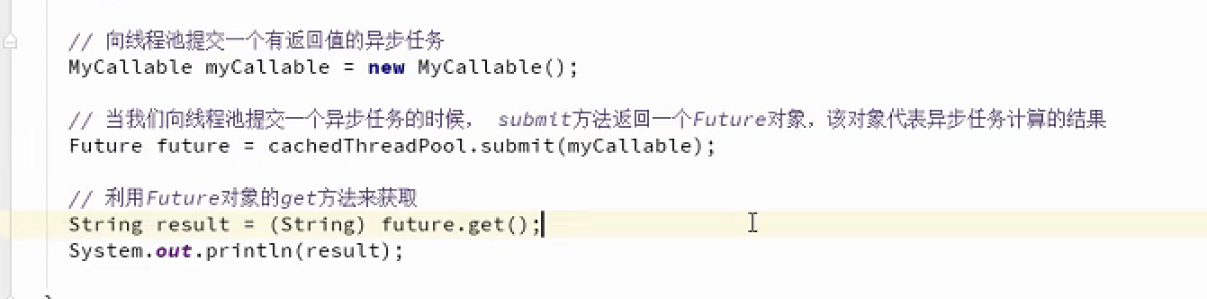 // 向线程池提交一个有返回值的异步任务
MyCallable myCallable = new MyCallable();
// 当我们向线程池提交一个异步任务的时候， submit方法返回一个Future对象，该对象代表异步任务计算的结果
Future future = cachedThreadPool.submit(myCallable);
// 利用Future对象的get方法来获取
String result = (String) future.get();
System.out.println(result);